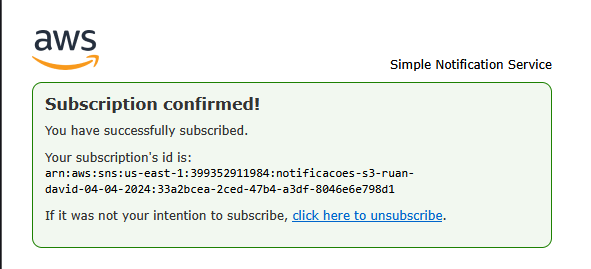 aws
Simple Notification Service
Subscription confirmed!
You have successfully subscribed.
Your subscription's id is:
arn:aws:sns:us-east-1:399352911984:notificacoes-s3-ruan-
david-04-04-2024:33a2bcea-2ced-47b4-a3df-8046e6e798d1
If it was not your intention to subscribe, click here to unsubscribe.